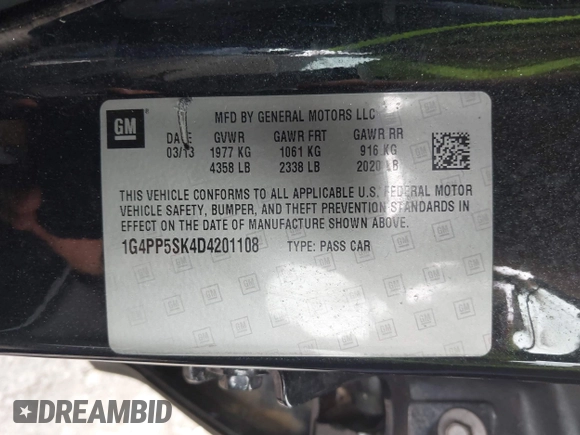 GM
MFD BY GENERAL MOTORS LLC
DATE GVWR GAWR FRT GAWR RR
03/13 1977 KG 1061 KG 916 KG
4358 LB 2338 LB 2020 LB
THIS VEHICLE CONFORMS TO ALL APPLICABLE U.S. FEDERAL MOTOR
VEHICLE SAFETY, BUMPER, AND THEFT PREVENTION STANDARDS IN
EFFECT ON THE DATE OF MANUFACTURE SHOWN ABOVE.
1G4PP5SK4D4201108 TYPE: PASS CAR
DREAMBID